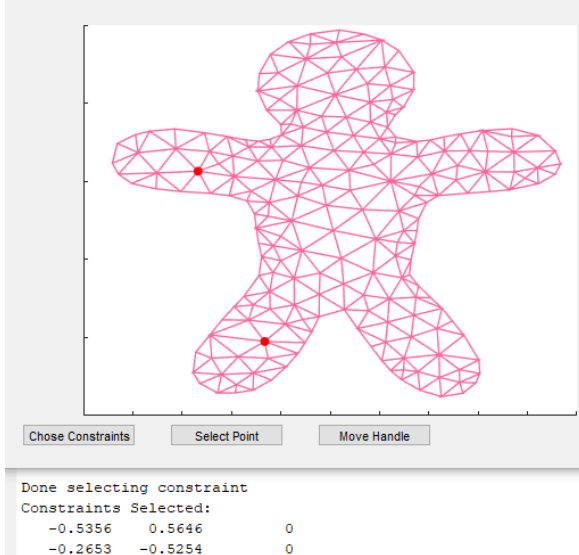 Chose Constraints Select Point Move Handle
Done selecting constraint
Constraints Selected:
-0.5356 0.5646 0
-0.2653 -0.5254 0